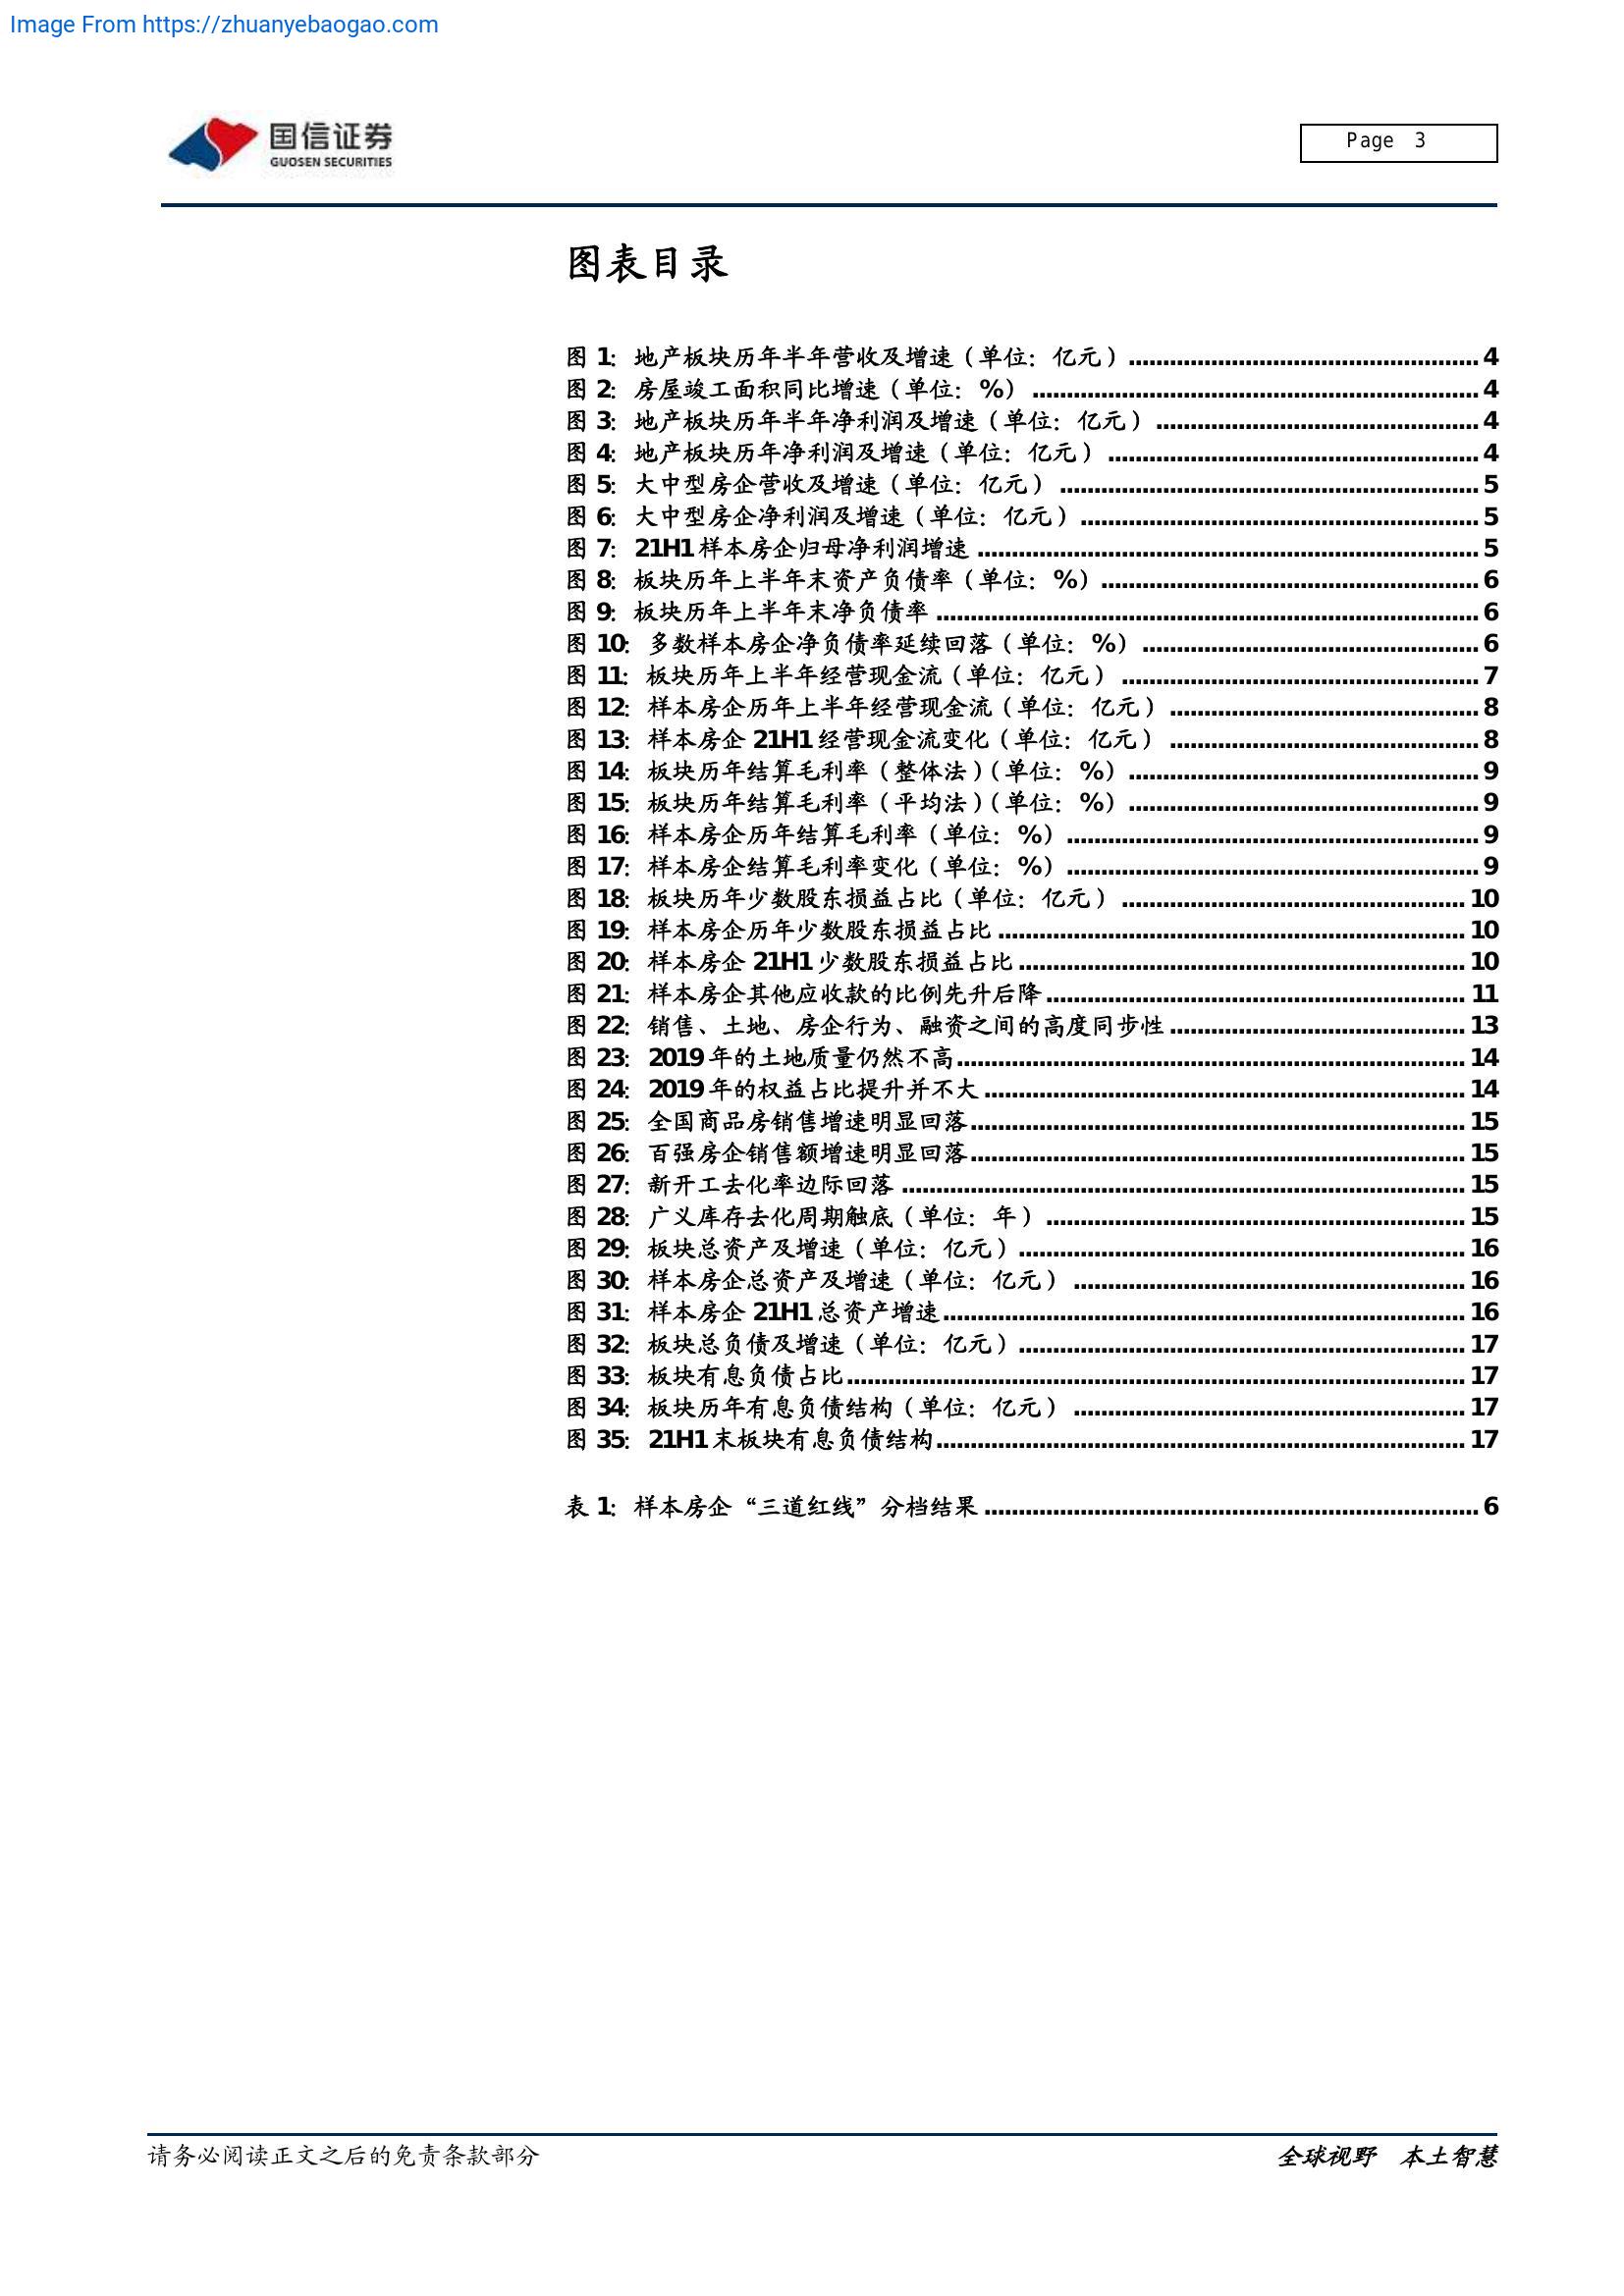 Image From https://zhuanyebaogao.com
国信证券
GUOSEN SECURITIES
Page 3
图表目录
图 1：地产板块历年半年营收及增速（单位：亿元）...................................................4
图 2：房屋竣工面积同比增速（单位：%）.................................................................4
图 3：地产板块历年半年净利润及增速（单位：亿元）...............................................4
图 4：地产板块历年净利润及增速（单位：亿元）......................................................4
图 5：大中型房企营收及增速（单位：亿元）.............................................................5
图 6：大中型房企净利润及增速（单位：亿元）..........................................................5
图 7：21H1 样本房企归母净利润增速.........................................................................5
图 8：板块历年上半年末资产负债率（单位：%）.......................................................6
图 9：板块历年上半年末净负债率...............................................................................6
图 10：多数样本房企净负债率延续回落（单位：%）.................................................6
图 11：板块历年上半年经营现金流（单位：亿元）....................................................7
图 12：样本房企历年上半年经营现金流（单位：亿元）.............................................8
图 13：样本房企 21H1 经营现金流变化（单位：亿元）.............................................8
图 14：板块历年结算毛利率（整体法）（单位：%）...................................................9
图 15：板块历年结算毛利率（平均法）（单位：%）...................................................9
图 16：样本房企历年结算毛利率（单位：%）............................................................9
图 17：样本房企结算毛利率变化（单位：%）............................................................9
图 18：板块历年少数股东损益占比（单位：亿元）..................................................10
图 19：样本房企历年少数股东损益占比....................................................................10
图 20：样本房企 21H1 少数股东损益占比.................................................................10
图 21：样本房企其他应收款的比例先升后降.............................................................11
图 22：销售、土地、房企行为、融资之间的高度同步性...........................................13
图 23：2019 年的土地质量仍然不高..........................................................................14
图 24：2019 年的权益占比提升并不大......................................................................14
图 25：全国商品房销售增速明显回落........................................................................15
图 26：百强房企销售额增速明显回落........................................................................15
图 27：新开工去化率边际回落..................................................................................15
图 28：广义库存去化周期触底（单位：年）.............................................................15
图 29：板块总资产及增速（单位：亿元）.................................................................16
图 30：样本房企总资产及增速（单位：亿元）.........................................................16
图 31：样本房企 21H1 总资产增速............................................................................16
图 32：板块总负债及增速（单位：亿元）.................................................................17
图 33：板块有息负债占比..........................................................................................17
图 34：板块历年有息负债结构（单位：亿元）.........................................................17
图 35：21H1 末板块有息负债结构.............................................................................17
表 1：样本房企“三道红线”分档结果........................................................................6
请务必阅读正文之后的免责条款部分
全球视野 本土智慧